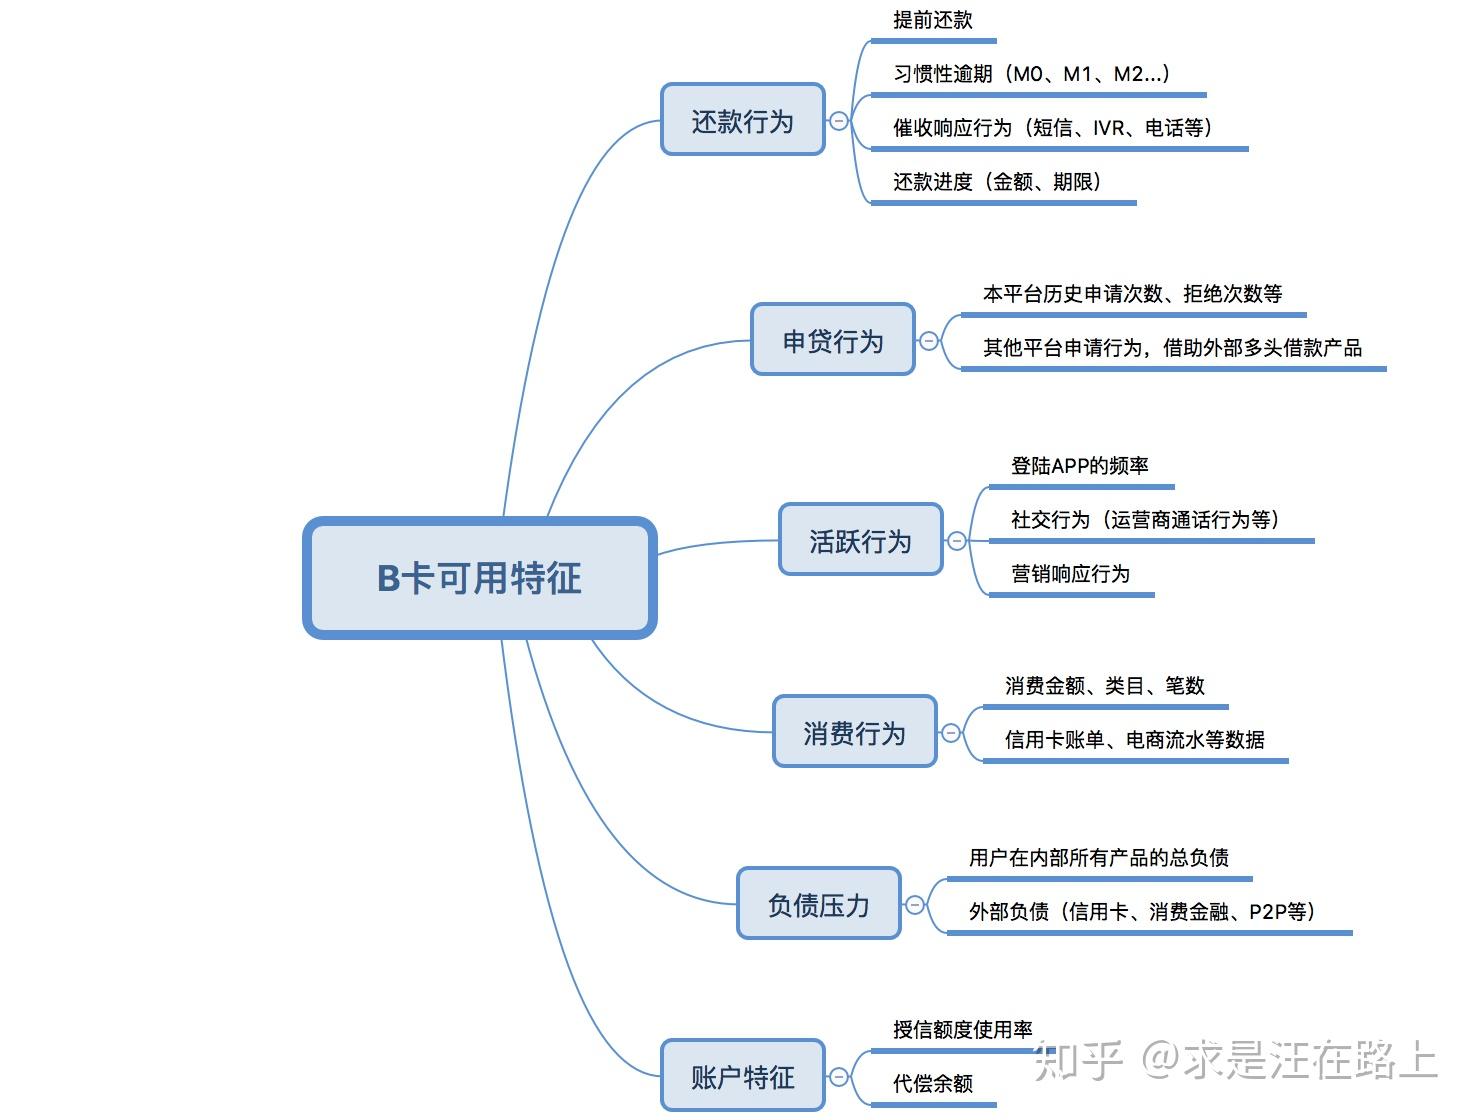 提前还款
习惯性逾期（M0、M1、M2...）
还款行为
催收响应行为（短信、IVR、电话等）
还款进度（金额、期限）
本平台历史申请次数、拒绝次数等
申贷行为
其他平台申请行为，借助外部多头借款产品
登陆APP的频率
社交行为（运营商通话行为等）
活跃行为
营销响应行为
B卡可用特征
消费金额、类目、笔数
消费行为
信用卡账单、电商流水等数据
用户在内部所有产品的总负债
负债压力
外部负债（信用卡、消费金融、P2P等）
授信额度使用率
账户特征
代偿余额
知乎 @求是汪在路上